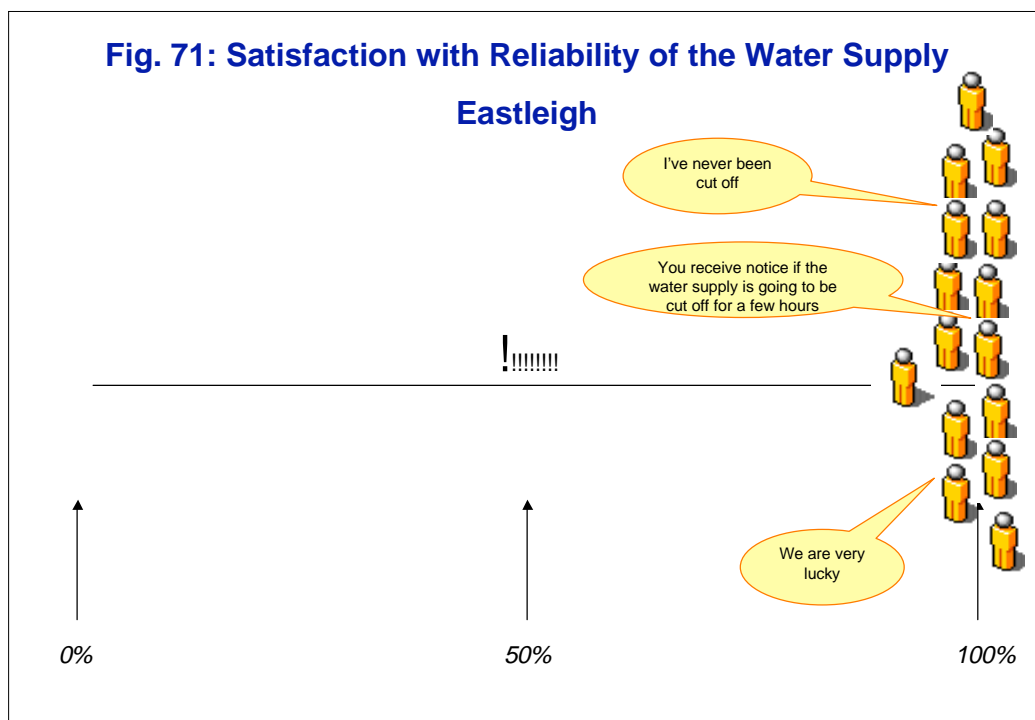 Fig. 71: Satisfaction with Reliability of the Water Supply
Eastleigh
I've never been
cut off
You receive notice if the
water supply is going to be
cut off for a few hours
!!!!!!!!!
We are very
lucky
0%
50%
100%